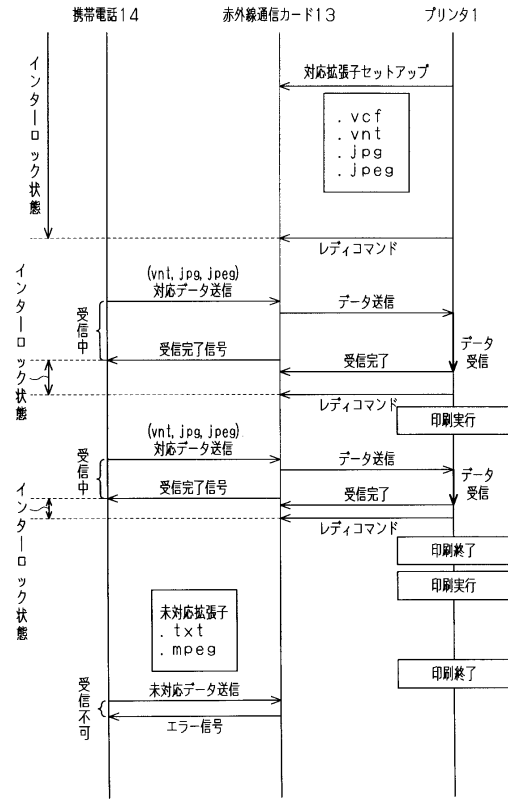 携帯電話14
赤外線通信カード13
プリンタ1
インターロック状態
対応拡張子セットアップ
.vcf
.vnt
.jpg
.jpeg
レディコマンド
インターロック状態
受信中
(vnt,jpg,jpeg)
対応データ送信
データ送信
受信完了信号
受信完了
データ
受信
レディコマンド
印刷実行
(vnt,jpg,jpeg)
対応データ送信
受信中
データ送信
データ
受信
受信完了信号
受信完了
インターロック状態
レディコマンド
印刷終了
印刷実行
未対応拡張子
.txt
.mpeg
印刷終了
受信不可
未対応データ送信
エラー信号